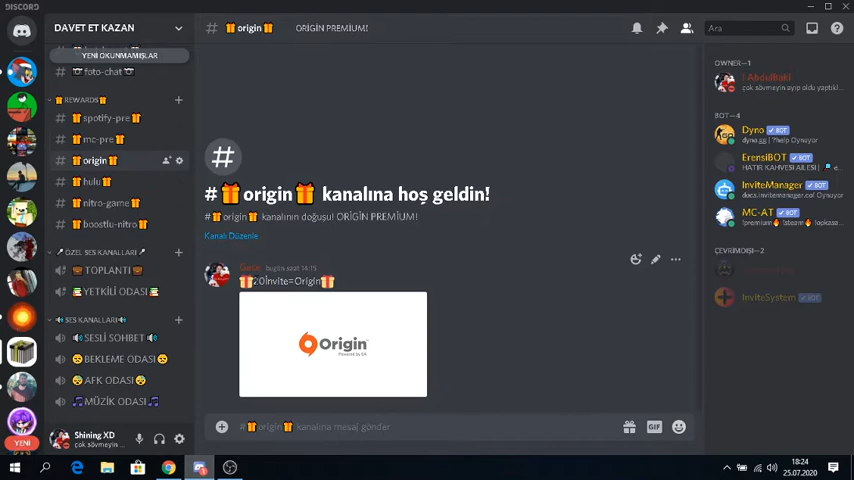 DISCORD
DAVET ET KAZAN
# origin
ORİGİN PREMİUM!
Ara
YENİ OKUNMAMIŞLAR
# foto-chat
REWARDS
# spotify-pre
# mc-pre
# origin
# hulu
# nitro-game
# boostlu-nitro
ÖZEL SES KANALLARI
TOPLANTI
YETKİLİ ODASI
SES KANALLARI
SESLİ SOHBET
BEKLEME ODASI
AFK ODASI
MÜZİK ODASI
YENİ
Shining XD
çok sövmeyin
#
# origin kanalına hoş geldin!
# origin kanalının doğuşu! ORİGİN PREMİUM!
Kanalı Düzenle
bugün saat 14:15
20İnvite=Origin
Origin
Powered by EA
# origin kanalına mesaj gönder
GIF
OWNER—1
çok sövmeyin ayıp oldu yaptıkl...
BOT—4
Dyno BOT
dyno.gg | ?help Oynuyor
ErensiBOT BOT
HATIR KAHVESİ AİLESİ |
InviteManager BOT
docs.invitemanager.co! Oynuyor
MC-AT BOT
ÇEVRİMDIŞI—2
InviteSystem BOT
18:24
25.07.2020